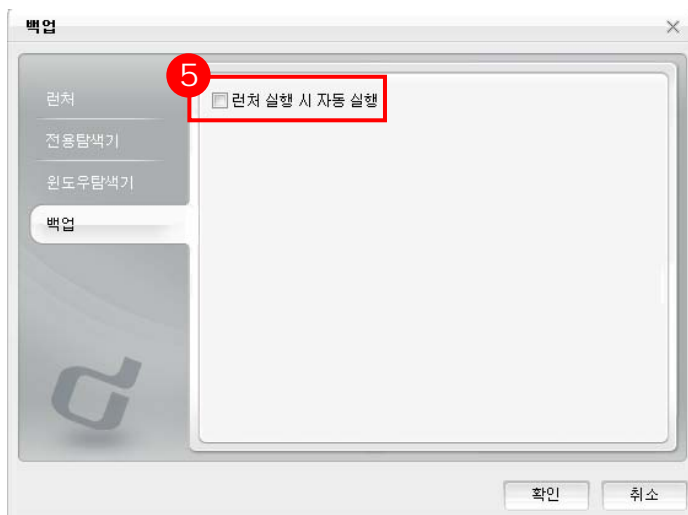 백업
5
런처
런처 실행 시 자동 실행
전용탐색기
윈도우탐색기
백업
확인
취소